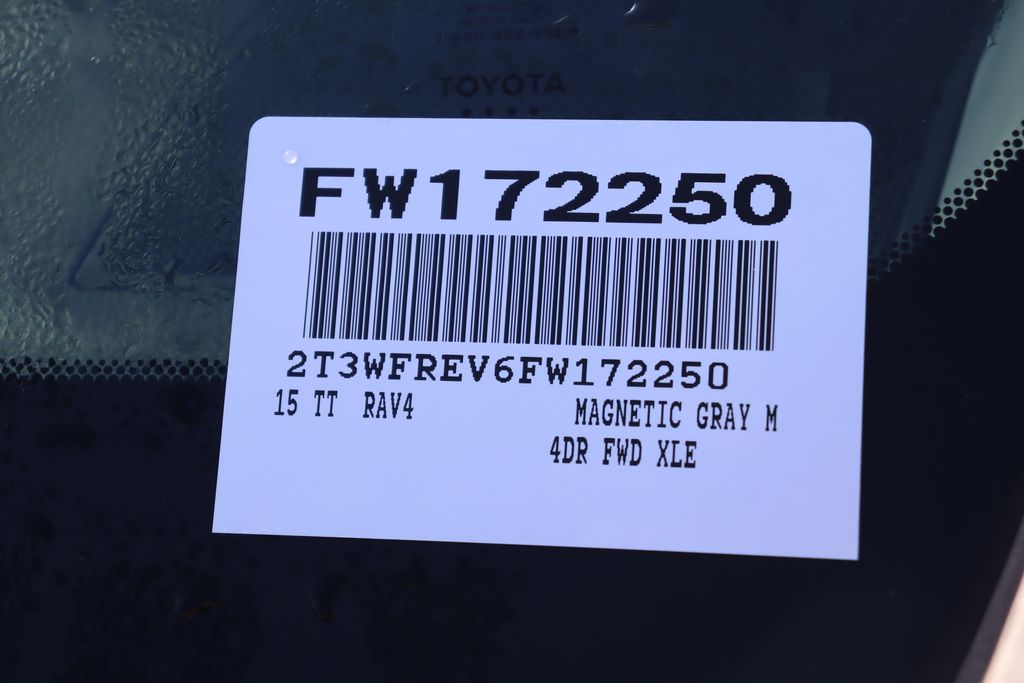 TOYOTA
FW172250
2T3WFREV6FW172250
15 TT RAV4 MAGNETIC GRAY M
4DR FWD XLE